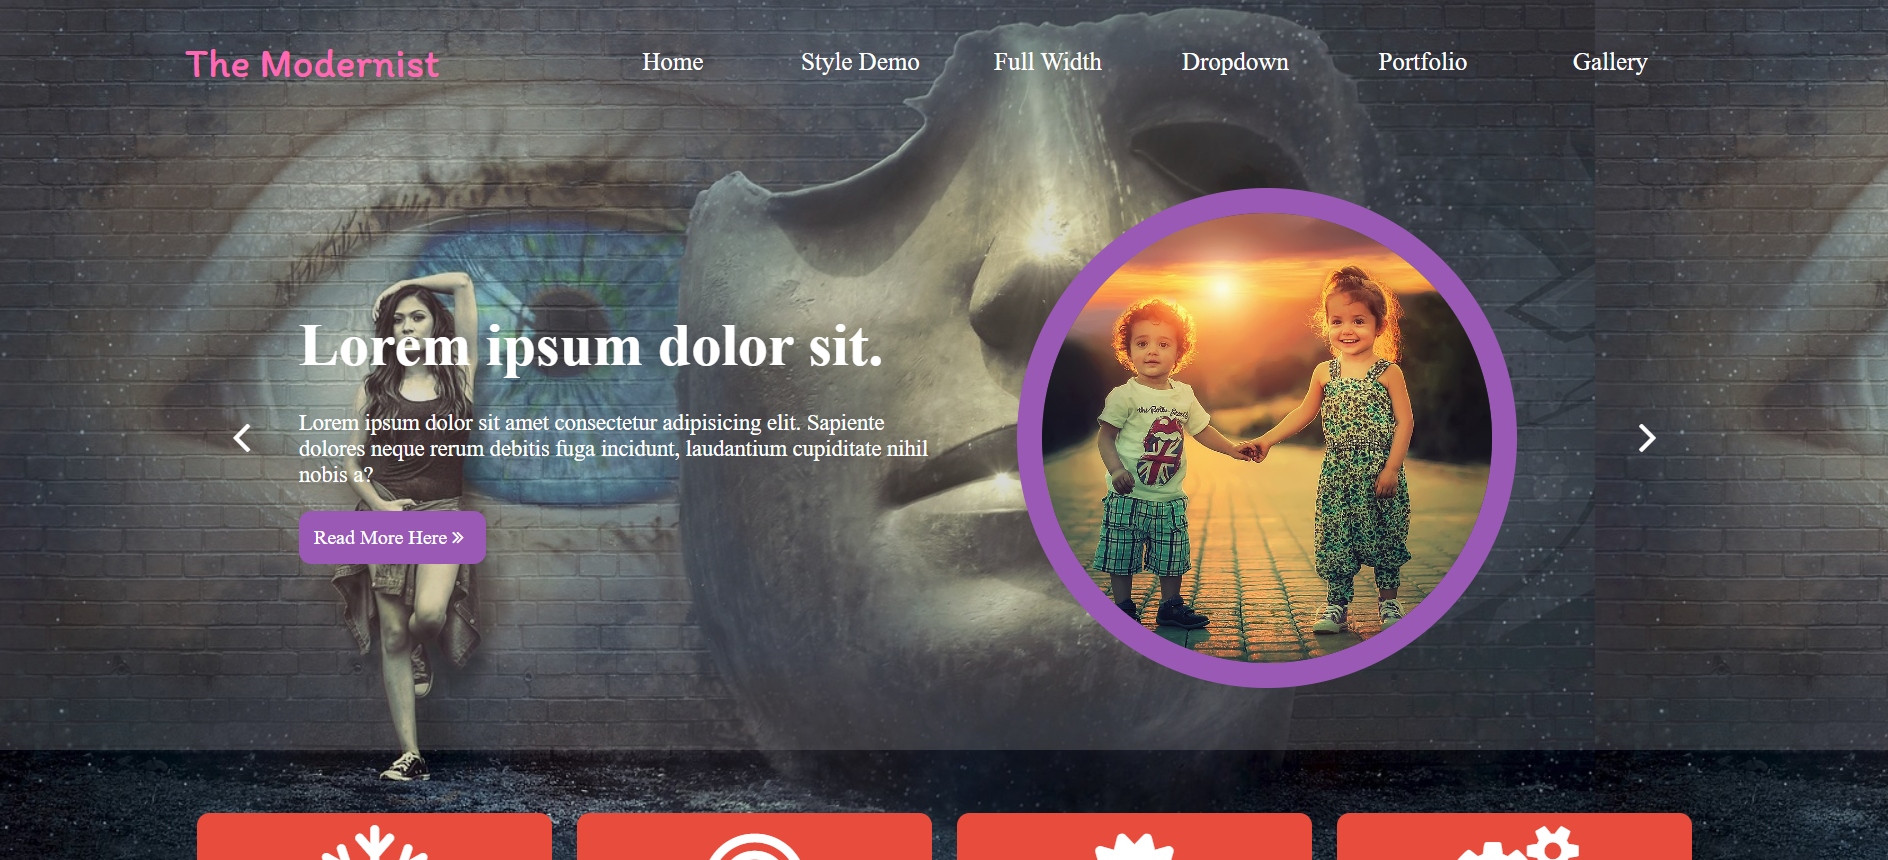 The Modernist
Home
Style Demo
Full Width
Dropdown
Portfolio
Gallery
Lorem ipsum dolor sit.
Lorem ipsum dolor sit amet consectetur adipisicing elit. Sapiente
dolores neque rerum debitis fuga incidunt, laudantium cupiditate nihil
nobis a?
Read More Here »